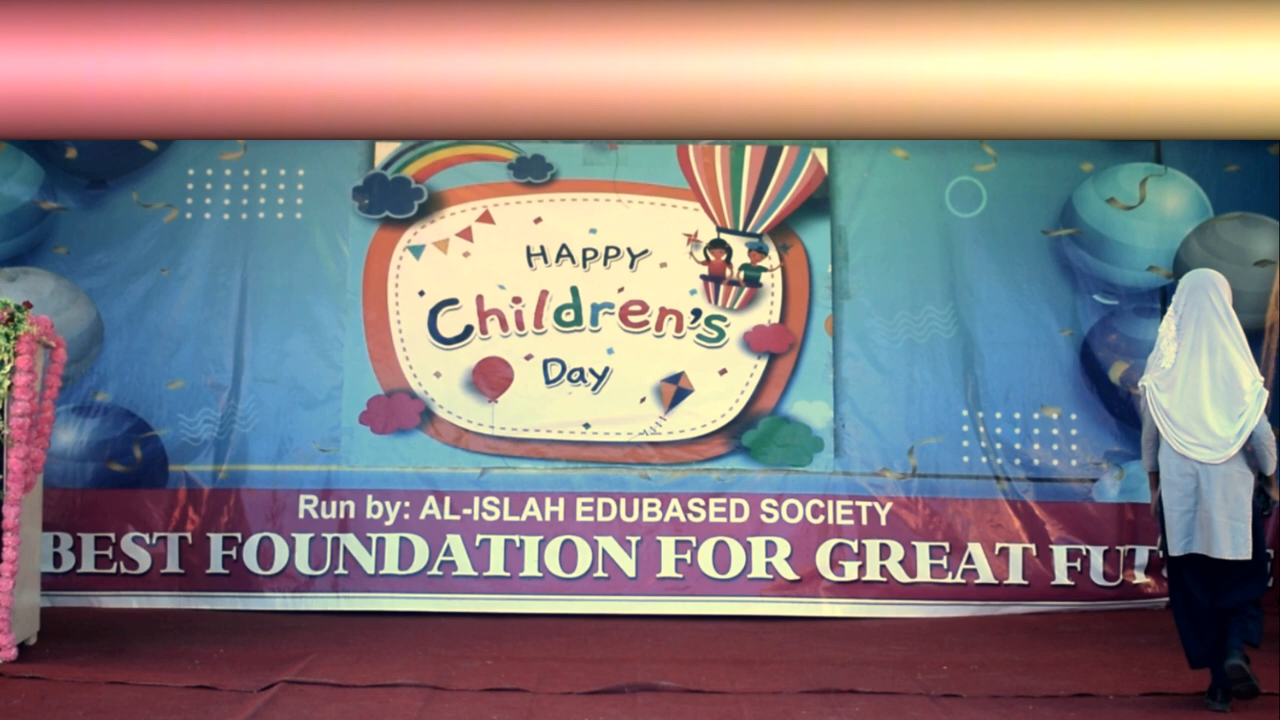 HAPPY
Children's
Day
Run by: AL-ISLAH EDUBASED SOCIETY
BEST FOUNDATION FOR GREAT